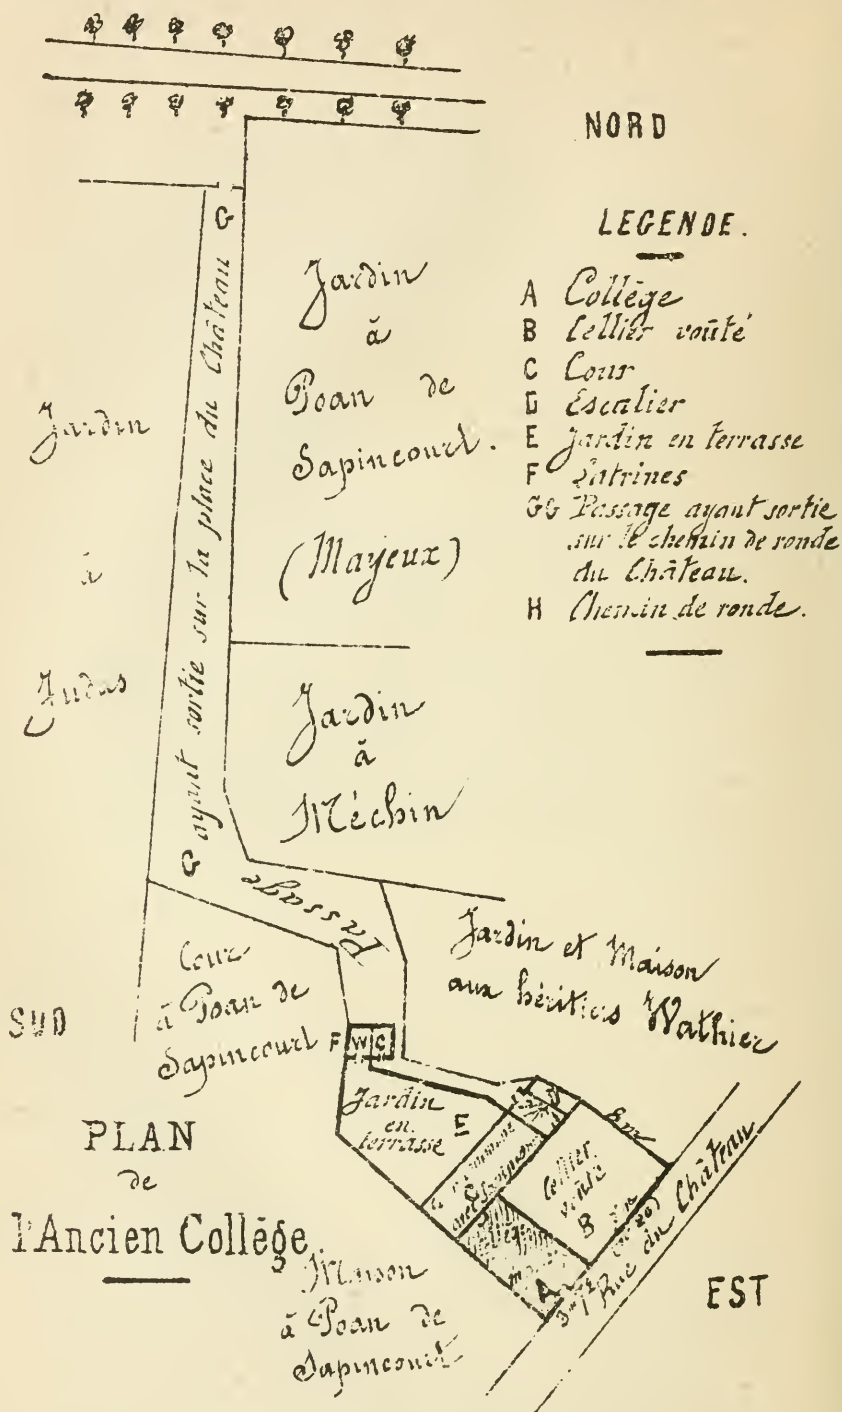 NORD
LEGENDE.
A Collège
B Cellier voûté
C Cour
D Escalier
E Jardin en terrasse
F Latrines
GG Passage ayant sortie
sur le chemin de ronde
du Château.
H Chemin de ronde.
G
ayant sortie sur la place du Château
G
Jardin
à
Poan de
Sapincourt.
(Mayeux)
Jardin
à
Judas
Jardin
à
Méchin
Passage
Jardin et Maison
aux héritiers Wathier
Cour
à Poan de
Sapincourt
SUD
F W C
Jardin
en
terrasse
E
D
C
Cellier
voûté
B
8 m
A
Rue du Château
EST
PLAN
de
l'Ancien Collège.
Maison
à Poan de
Sapincourt